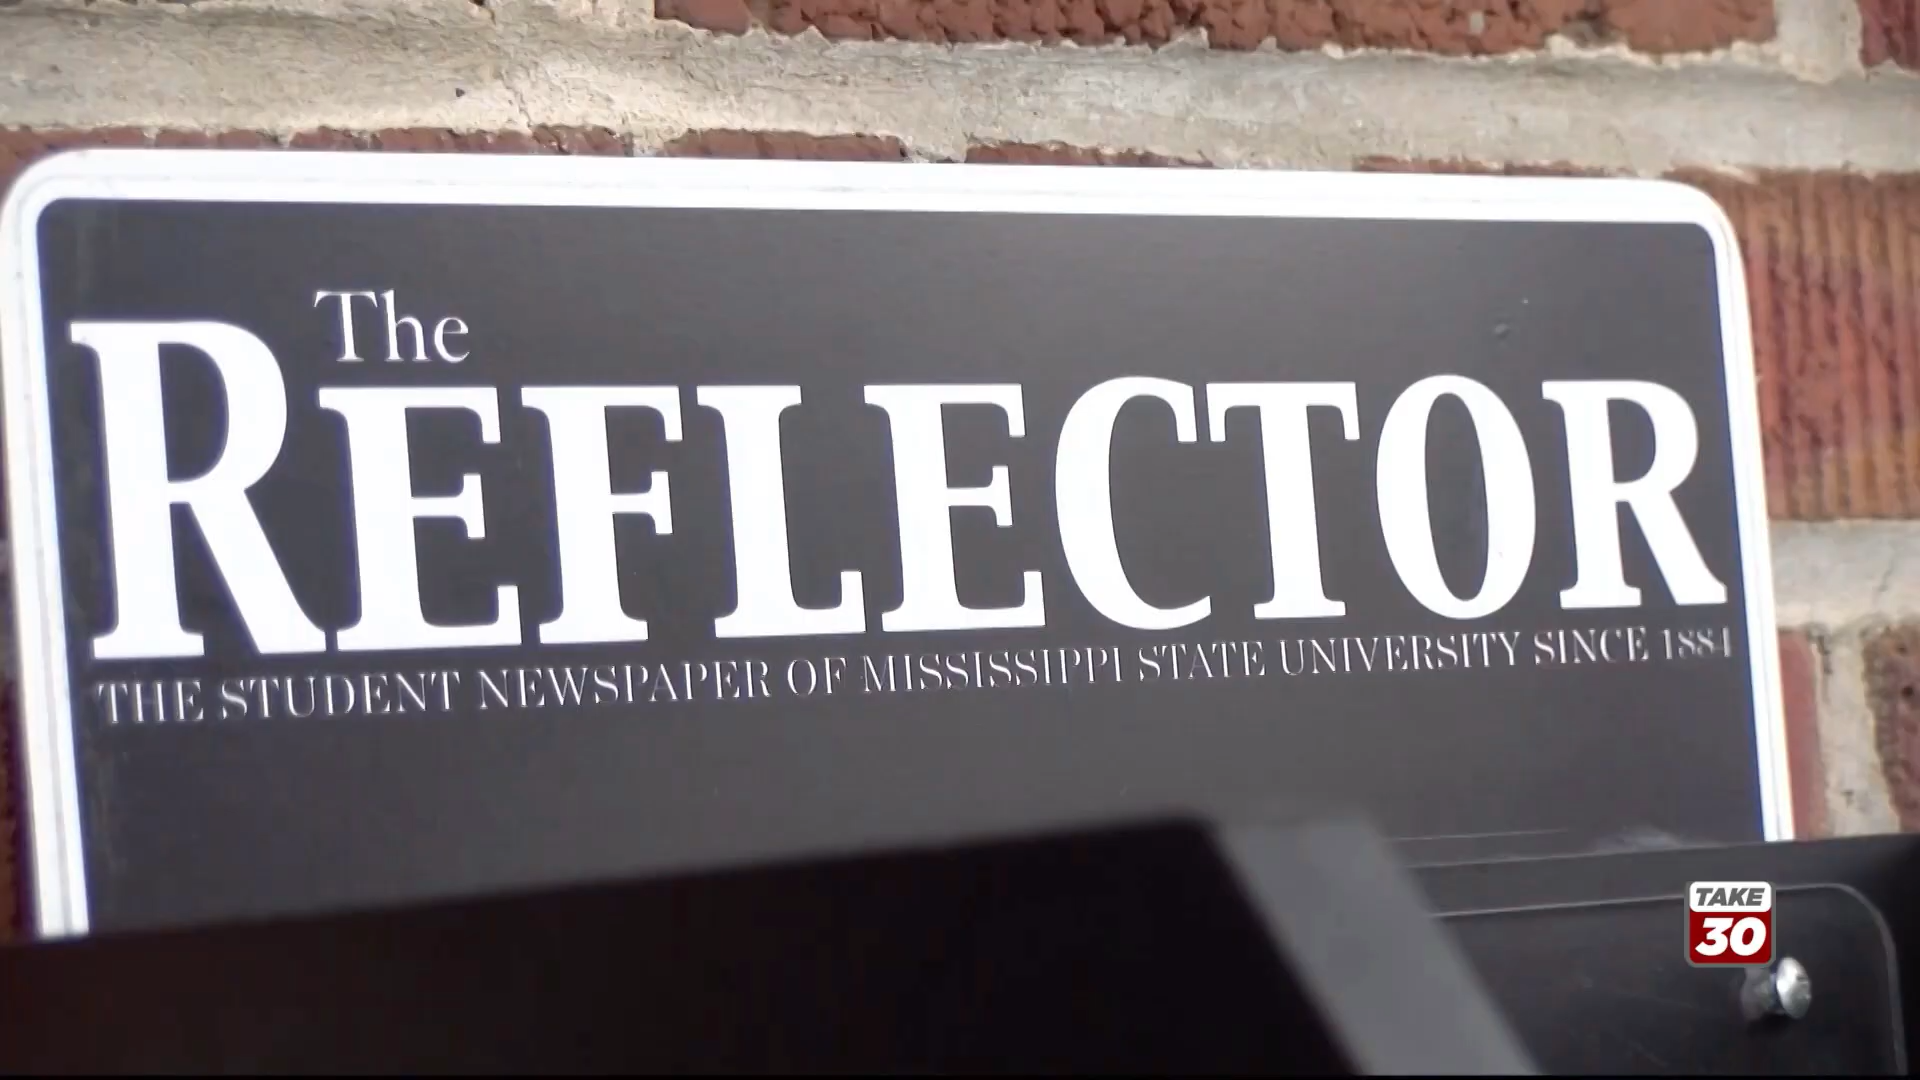 The
REFLECTOR
THE STUDENT NEWSPAPER OF MISSISSIPPI STATE UNIVERSITY SINCE 1884
TAKE
30